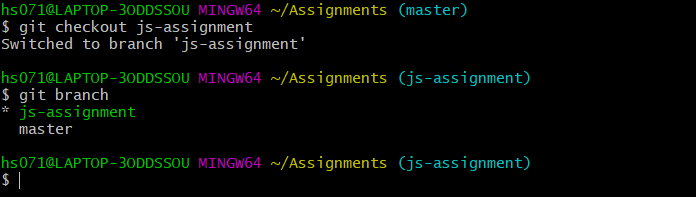 hs071@LAPTOP-3ODDSSOU MINGW64 ~/Assignments (master)
$ git checkout js-assignment
Switched to branch 'js-assignment'
hs071@LAPTOP-3ODDSSOU MINGW64 ~/Assignments (js-assignment)
$ git branch
* js-assignment
master
hs071@LAPTOP-3ODDSSOU MINGW64 ~/Assignments (js-assignment)
$